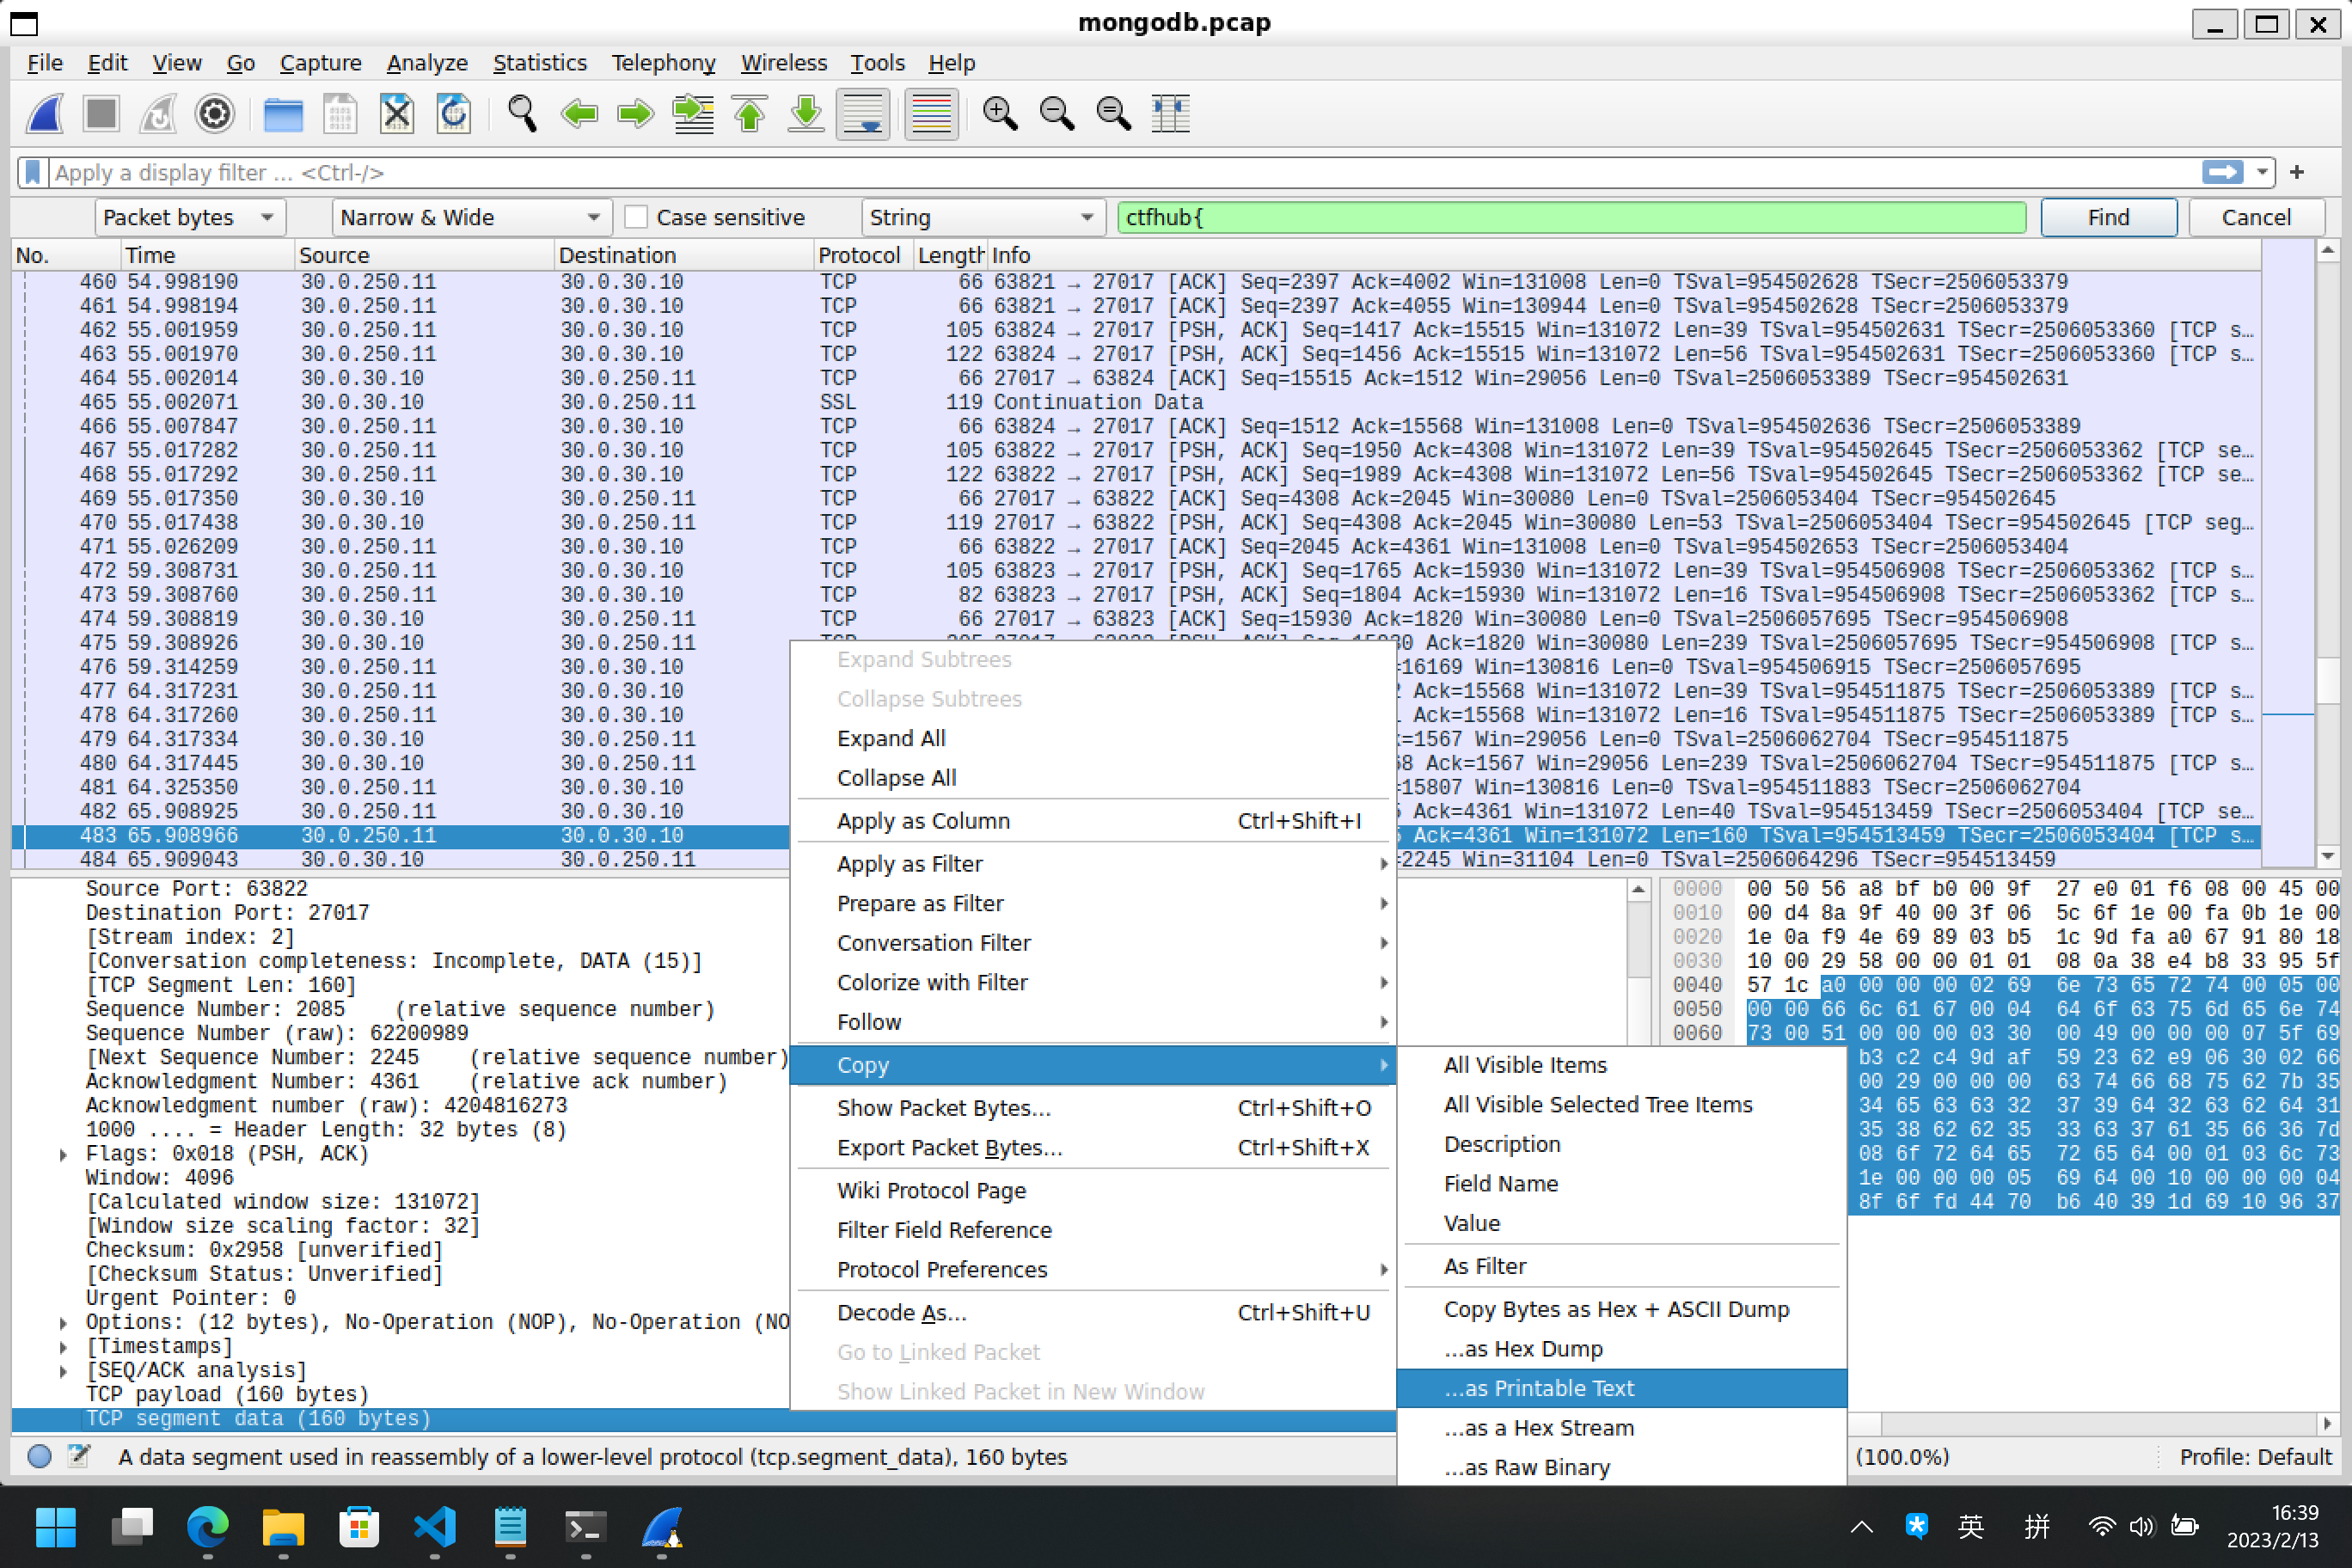 mongodb.pcap
File Edit View Go Capture Analyze Statistics Telephony Wireless Tools Help
Apply a display filter … <Ctrl-/>
Packet bytes Narrow & Wide Case sensitive String ctfhub{ Find Cancel
No. Time Source Destination Protocol Length Info
460 54.998190 30.0.250.11 30.0.30.10 TCP 66 63821 → 27017 [ACK] Seq=2397 Ack=4002 Win=131008 Len=0 TSval=954502628 TSecr=2506053379
461 54.998194 30.0.250.11 30.0.30.10 TCP 66 63821 → 27017 [ACK] Seq=2397 Ack=4055 Win=130944 Len=0 TSval=954502628 TSecr=2506053379
462 55.001959 30.0.250.11 30.0.30.10 TCP 105 63824 → 27017 [PSH, ACK] Seq=1417 Ack=15515 Win=131072 Len=39 TSval=954502631 TSecr=2506053360 [TCP s…
463 55.001970 30.0.250.11 30.0.30.10 TCP 122 63824 → 27017 [PSH, ACK] Seq=1456 Ack=15515 Win=131072 Len=56 TSval=954502631 TSecr=2506053360 [TCP s…
464 55.002014 30.0.30.10 30.0.250.11 TCP 66 27017 → 63824 [ACK] Seq=15515 Ack=1512 Win=29056 Len=0 TSval=2506053389 TSecr=954502631
465 55.002071 30.0.30.10 30.0.250.11 SSL 119 Continuation Data
466 55.007847 30.0.250.11 30.0.30.10 TCP 66 63824 → 27017 [ACK] Seq=1512 Ack=15568 Win=131008 Len=0 TSval=954502636 TSecr=2506053389
467 55.017282 30.0.250.11 30.0.30.10 TCP 105 63822 → 27017 [PSH, ACK] Seq=1950 Ack=4308 Win=131072 Len=39 TSval=954502645 TSecr=2506053362 [TCP se…
468 55.017292 30.0.250.11 30.0.30.10 TCP 122 63822 → 27017 [PSH, ACK] Seq=1989 Ack=4308 Win=131072 Len=56 TSval=954502645 TSecr=2506053362 [TCP se…
469 55.017350 30.0.30.10 30.0.250.11 TCP 66 27017 → 63822 [ACK] Seq=4308 Ack=2045 Win=30080 Len=0 TSval=2506053404 TSecr=954502645
470 55.017438 30.0.30.10 30.0.250.11 TCP 119 27017 → 63822 [PSH, ACK] Seq=4308 Ack=2045 Win=30080 Len=53 TSval=2506053404 TSecr=954502645 [TCP seg…
471 55.026209 30.0.250.11 30.0.30.10 TCP 66 63822 → 27017 [ACK] Seq=2045 Ack=4361 Win=131008 Len=0 TSval=954502653 TSecr=2506053404
472 59.308731 30.0.250.11 30.0.30.10 TCP 105 63823 → 27017 [PSH, ACK] Seq=1765 Ack=15930 Win=131072 Len=39 TSval=954506908 TSecr=2506053362 [TCP s…
473 59.308760 30.0.250.11 30.0.30.10 TCP 82 63823 → 27017 [PSH, ACK] Seq=1804 Ack=15930 Win=131072 Len=16 TSval=954506908 TSecr=2506053362 [TCP s…
474 59.308819 30.0.30.10 30.0.250.11 TCP 66 27017 → 63823 [ACK] Seq=15930 Ack=1820 Win=30080 Len=0 TSval=2506057695 TSecr=954506908
475 59.308926 30.0.30.10 30.0.250.11 0 Ack=1820 Win=30080 Len=239 TSval=2506057695 TSecr=954506908 [TCP s…
476 59.314259 30.0.250.11 30.0.30.10 =16169 Win=130816 Len=0 TSval=954506915 TSecr=2506057695
477 64.317231 30.0.250.11 30.0.30.10 Ack=15568 Win=131072 Len=39 TSval=954511875 TSecr=2506053389 [TCP s…
478 64.317260 30.0.250.11 30.0.30.10 Ack=15568 Win=131072 Len=16 TSval=954511875 TSecr=2506053389 [TCP s…
479 64.317334 30.0.30.10 30.0.250.11 =1567 Win=29056 Len=0 TSval=2506062704 TSecr=954511875
480 64.317445 30.0.30.10 30.0.250.11 8 Ack=1567 Win=29056 Len=239 TSval=2506062704 TSecr=954511875 [TCP s…
481 64.325350 30.0.250.11 30.0.30.10 =15807 Win=130816 Len=0 TSval=954511883 TSecr=2506062704
482 65.908925 30.0.250.11 30.0.30.10 Ack=4361 Win=131072 Len=40 TSval=954513459 TSecr=2506053404 [TCP se…
483 65.908966 30.0.250.11 30.0.30.10 Ack=4361 Win=131072 Len=160 TSval=954513459 TSecr=2506053404 [TCP s…
484 65.909043 30.0.30.10 30.0.250.11 =2245 Win=31104 Len=0 TSval=2506064296 TSecr=954513459
Source Port: 63822
Destination Port: 27017
[Stream index: 2]
[Conversation completeness: Incomplete, DATA (15)]
[TCP Segment Len: 160]
Sequence Number: 2085 (relative sequence number)
Sequence Number (raw): 62200989
[Next Sequence Number: 2245 (relative sequence number)
Acknowledgment Number: 4361 (relative ack number)
Acknowledgment number (raw): 4204816273
1000 .... = Header Length: 32 bytes (8)
Flags: 0x018 (PSH, ACK)
Window: 4096
[Calculated window size: 131072]
[Window size scaling factor: 32]
Checksum: 0x2958 [unverified]
[Checksum Status: Unverified]
Urgent Pointer: 0
Options: (12 bytes), No-Operation (NOP), No-Operation (NO
[Timestamps]
[SEQ/ACK analysis]
TCP payload (160 bytes)
TCP segment data (160 bytes)
Expand Subtrees
Collapse Subtrees
Expand All
Collapse All
Apply as Column Ctrl+Shift+I
Apply as Filter
Prepare as Filter
Conversation Filter
Colorize with Filter
Follow
Copy
Show Packet Bytes… Ctrl+Shift+O
Export Packet Bytes… Ctrl+Shift+X
Wiki Protocol Page
Filter Field Reference
Protocol Preferences
Decode As… Ctrl+Shift+U
Go to Linked Packet
Show Linked Packet in New Window
All Visible Items
All Visible Selected Tree Items
Description
Field Name
Value
As Filter
Copy Bytes as Hex + ASCII Dump
…as Hex Dump
…as Printable Text
…as a Hex Stream
…as Raw Binary
0000 00 50 56 a8 bf b0 00 9f 27 e0 01 f6 08 00 45 00
0010 00 d4 8a 9f 40 00 3f 06 5c 6f 1e 00 fa 0b 1e 00
0020 1e 0a f9 4e 69 89 03 b5 1c 9d fa a0 67 91 80 18
0030 10 00 29 58 00 00 01 01 08 0a 38 e4 b8 33 95 5f
0040 57 1c a0 00 00 00 02 69 6e 73 65 72 74 00 05 00
0050 00 00 66 6c 61 67 00 04 64 6f 63 75 6d 65 6e 74
0060 73 00 51 00 00 00 03 30 00 49 00 00 00 07 5f 69
b3 c2 c4 9d af 59 23 62 e9 06 30 02 66
00 29 00 00 00 63 74 66 68 75 62 7b 35
34 65 63 63 32 37 39 64 32 63 62 64 31
35 38 62 62 35 33 63 37 61 35 66 36 7d
08 6f 72 64 65 72 65 64 00 01 03 6c 73
1e 00 00 00 05 69 64 00 10 00 00 00 04
8f 6f fd 44 70 b6 40 39 1d 69 10 96 37
A data segment used in reassembly of a lower-level protocol (tcp.segment_data), 160 bytes
(100.0%) Profile: Default
英 拼
16:39
2023/2/13